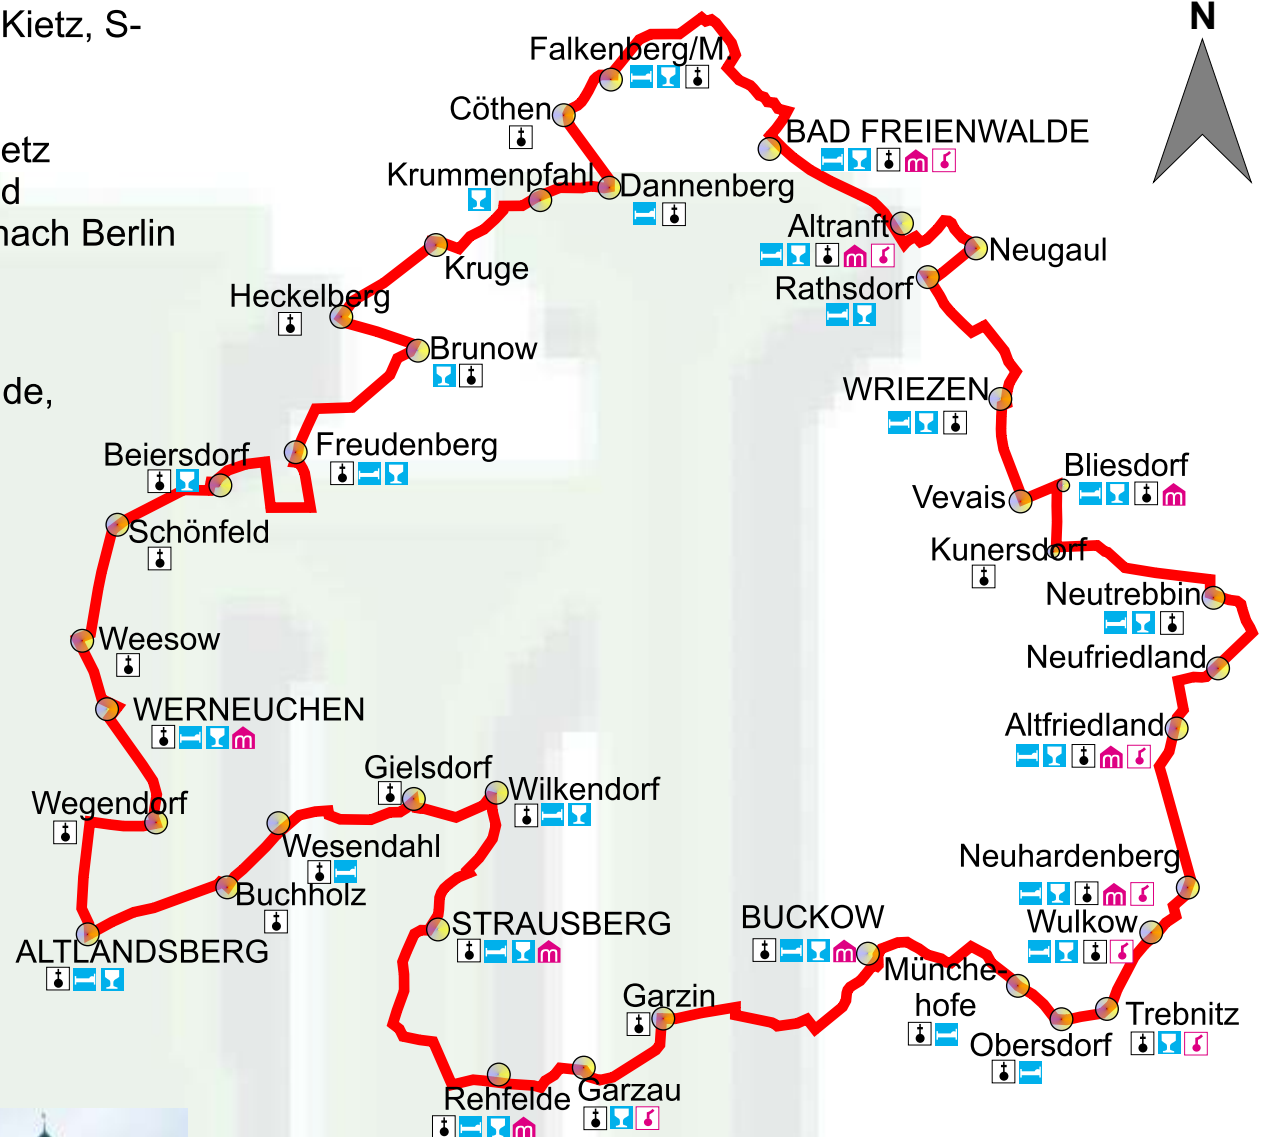 Kietz, S-
N
Falkenberg/M.
Cöthen
BAD FREIENWALDE
etz
Krummenpfahl
Dannenberg
d
Altranft
nach Berlin
Neugaul
Kruge
Rathsdorf
Heckelberg
Brunow
de,
WRIEZEN
Freudenberg
Beiersdorf
Bliesdorf
Vevais
Schönfeld
Kunersdorf
Neutrebbin
Weesow
Neufriedland
WERNEUCHEN
Altfriedland
Gielsdorf
Wilkendorf
Wegendorf
Wesendahl
Neuhardenberg
Buchholz
STRAUSBERG
BUCKOW
Wulkow
ALTLANDSBERG
Münche-
hofe
Garzin
Trebnitz
Obersdorf
Rehfelde
Garzau